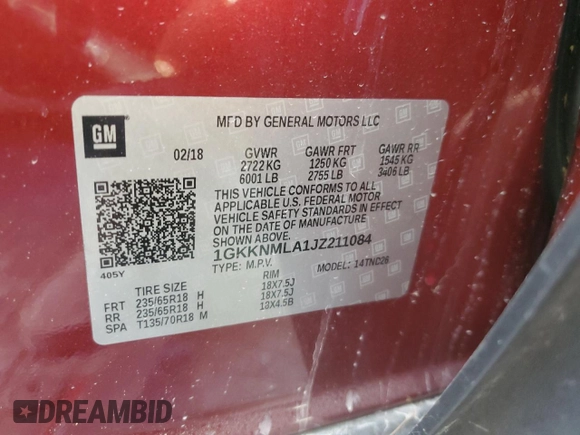 GM
MFD BY GENERAL MOTORS LLC
02/18 GVWR GAWR FRT GAWR RR
2722 KG 1250 KG 1545 KG
6001 LB 2755 LB 3406 LB
THIS VEHICLE CONFORMS TO ALL
APPLICABLE U.S. FEDERAL MOTOR
VEHICLE SAFETY STANDARDS IN EFFECT
ON THE DATE OF MANUFACTURE
SHOWN ABOVE.
1GKKNMLA1JZ211084
TYPE: M.P.V. MODEL: 14TNC26
405Y
TIRE SIZE RIM
FRT 235/65R18 H 18X7.5J
RR 235/65R18 H 18X7.5J
SPA T135/70R18 M 18X4.5B
DREAMBID